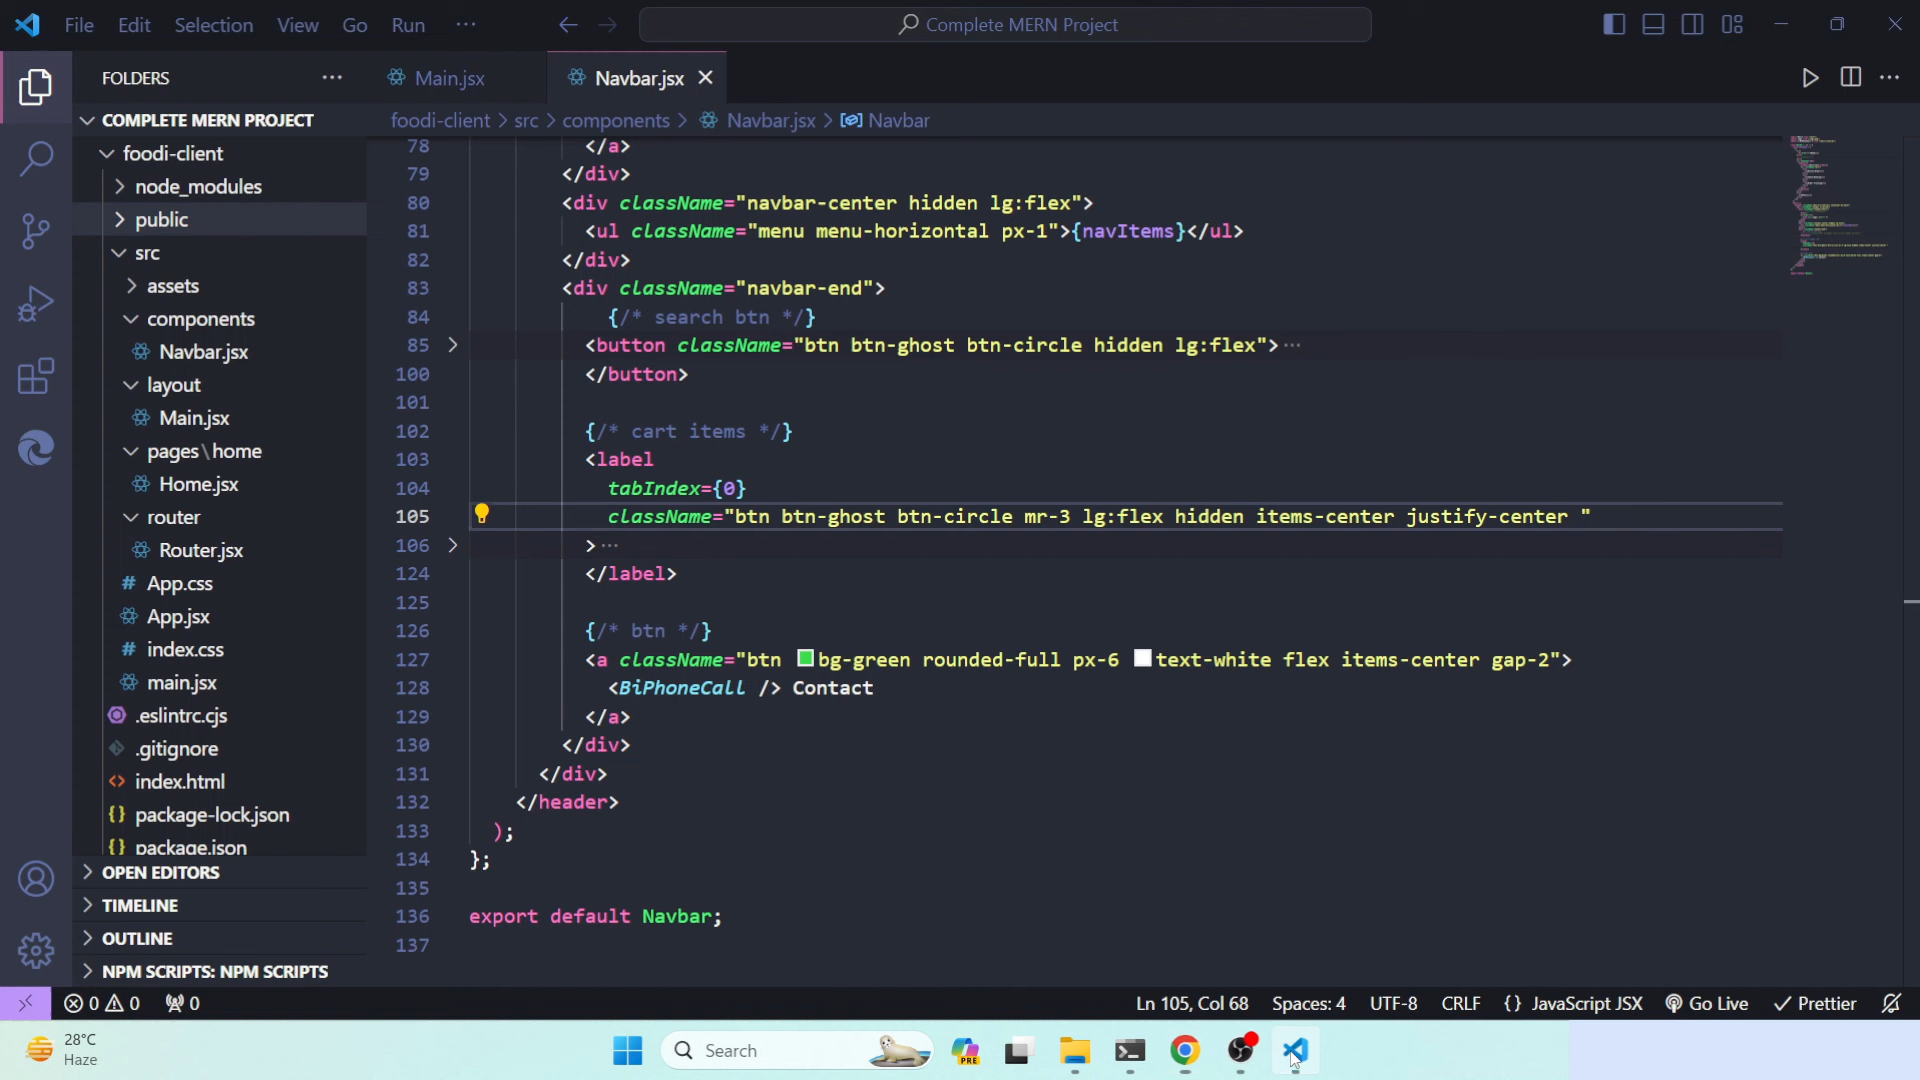 File Edit Selection View Go Run ··· Complete MERN Project
FOLDERS ···
COMPLETE MERN PROJECT
foodi-client
node_modules
public
src
assets
components
Navbar.jsx
layout
Main.jsx
pages\home
Home.jsx
router
Router.jsx
App.css
App.jsx
index.css
main.jsx
.eslintrc.cjs
.gitignore
index.html
package-lock.json
package.json
OPEN EDITORS
TIMELINE
OUTLINE
NPM SCRIPTS: NPM SCRIPTS
Main.jsx Navbar.jsx
foodi-client > src > components > Navbar.jsx > Navbar
78 </a>
79 </div>
80 <div className="navbar-center hidden lg:flex">
81 <ul className="menu menu-horizontal px-1">{navItems}</ul>
82 </div>
83 <div className="navbar-end">
84 {/* search btn */}
85 <button className="btn btn-ghost btn-circle hidden lg:flex">···
100 </button>
101
102 {/* cart items */}
103 <label
104 tabIndex={0}
105 className="btn btn-ghost btn-circle mr-3 lg:flex hidden items-center justify-center "
106 >···
124 </label>
125
126 {/* btn */}
127 <a className="btn bg-green rounded-full px-6 text-white flex items-center gap-2">
128 <BiPhoneCall /> Contact
129 </a>
130 </div>
131 </div>
132 </header>
133 );
134 };
135
136 export default Navbar;
137
0 0 0 Ln 105, Col 68 Spaces: 4 UTF-8 CRLF {} JavaScript JSX Go Live Prettier
28°C
Haze
Search
PRE